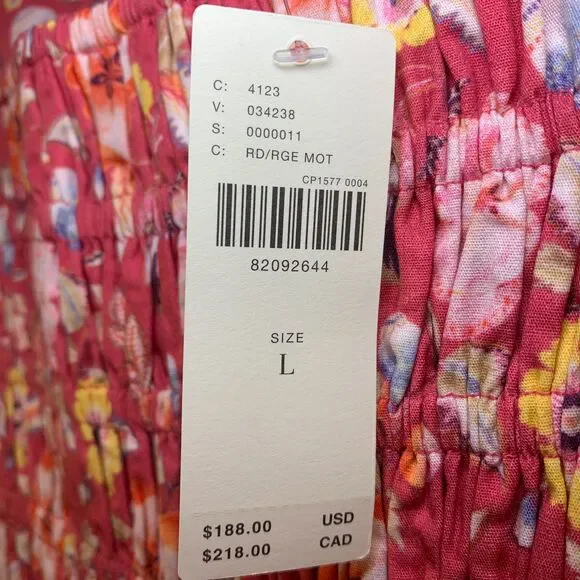 C: 4123
V: 034238
S: 0000011
C: RD/RGE MOT
CP1577 0004
82092644
SIZE
L
$188.00 USD
$218.00 CAD